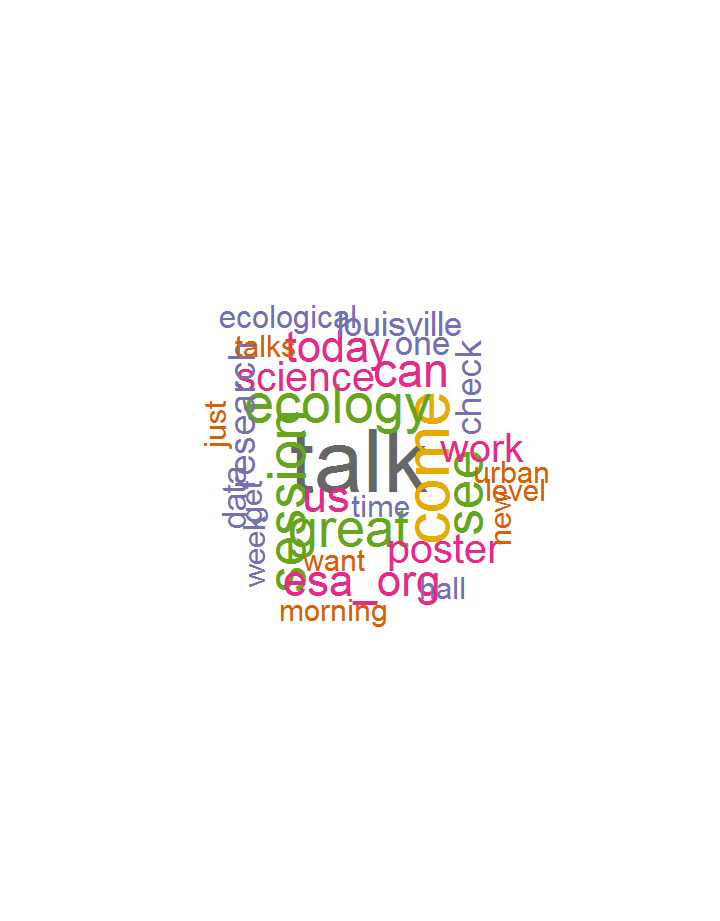 ecological
louisville
talks
today
one
science
can
research
check
ecology
just
come
session
talk
work
see
urban
data
get
us
time
level
new
great
week
poster
want
esa_org
hall
morning